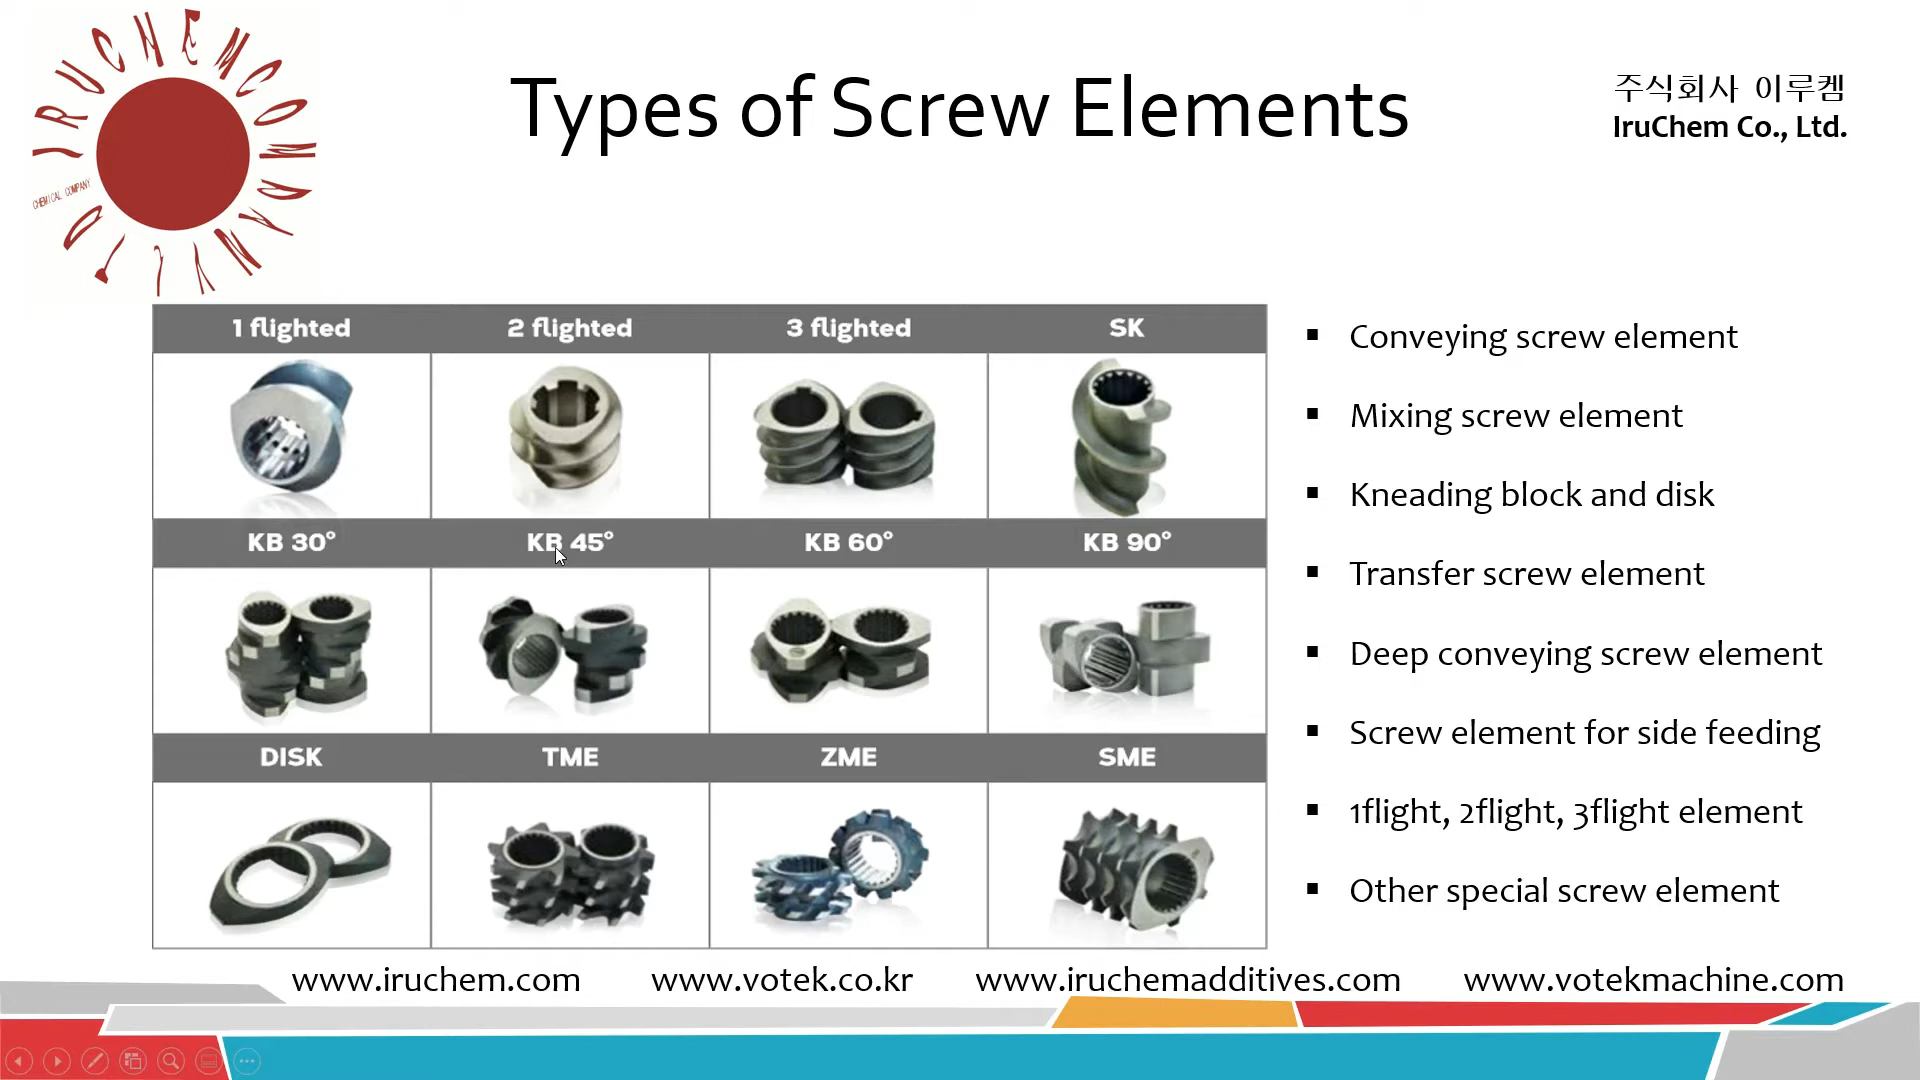 IRUCHEMCOMPANYLTD
CHEMICAL COMPANY
Types of Screw Elements
주식회사 이루켐
IruChem Co., Ltd.
1 flighted
2 flighted
3 flighted
SK
KB 30°
KB 45°
KB 60°
KB 90°
DISK
TME
ZME
SME
▪ Conveying screw element
▪ Mixing screw element
▪ Kneading block and disk
▪ Transfer screw element
▪ Deep conveying screw element
▪ Screw element for side feeding
▪ 1flight, 2flight, 3flight element
▪ Other special screw element
www.iruchem.com
www.votek.co.kr
www.iruchemadditives.com
www.votekmachine.com